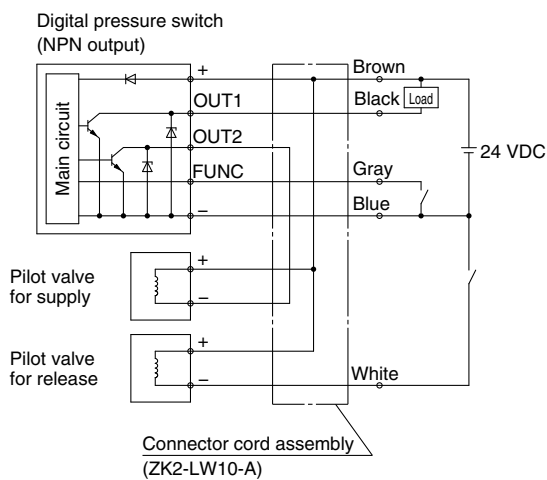 Digital pressure switch
(NPN output)
Main circuit
+
OUT1
OUT2
FUNC
−
Brown
Black
Load
Gray
Blue
24 VDC
Pilot valve
for supply
+
−
Pilot valve
for release
+
−
White
Connector cord assembly
(ZK2-LW10-A)